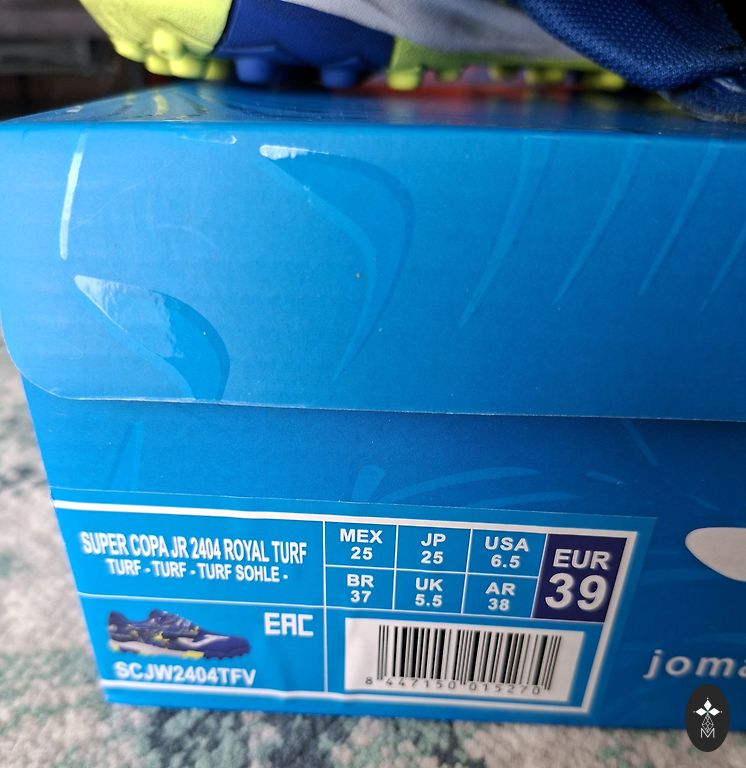 SUPER COPA JR 2404 ROYAL TURF
TURF - TURF - TURF SOHLE -
MEX
25
JP
25
USA
6.5
BR
37
UK
5.5
AR
38
EUR
39
EAC
SCJW2404TFV
8 447150 015270
joma
M